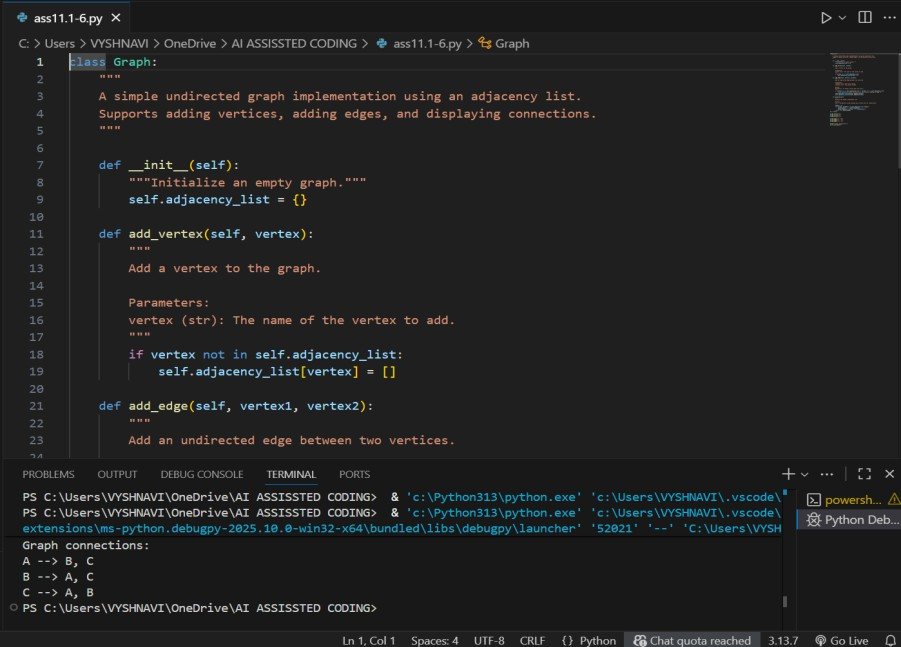 ass11.1-6.py
C: > Users > VYSHNAVI > OneDrive > AI ASSISSTED CODING > ass11.1-6.py > Graph
1 class Graph:
2 """
3 A simple undirected graph implementation using an adjacency list.
4 Supports adding vertices, adding edges, and displaying connections.
5 """
6
7 def __init__(self):
8 """Initialize an empty graph."""
9 self.adjacency_list = {}
10
11 def add_vertex(self, vertex):
12 """
13 Add a vertex to the graph.
14
15 Parameters:
16 vertex (str): The name of the vertex to add.
17 """
18 if vertex not in self.adjacency_list:
19 self.adjacency_list[vertex] = []
20
21 def add_edge(self, vertex1, vertex2):
22 """
23 Add an undirected edge between two vertices.
24
PROBLEMS OUTPUT DEBUG CONSOLE TERMINAL PORTS
PS C:\Users\VYSHNAVI\OneDrive\AI ASSISSTED CODING> & 'c:\Python313\python.exe' 'c:\Users\VYSHNAVI\.vscode\
PS C:\Users\VYSHNAVI\OneDrive\AI ASSISSTED CODING> & 'c:\Python313\python.exe' 'c:\Users\VYSHNAVI\.vscode\
extensions\ms-python.debugpy-2025.10.0-win32-x64\bundled\libs\debugpy\launcher' '52021' '--' 'C:\Users\VYSH
Graph connections:
A --> B, C
B --> A, C
C --> A, B
PS C:\Users\VYSHNAVI\OneDrive\AI ASSISSTED CODING>
powersh...
Python Deb...
Ln 1, Col 1 Spaces: 4 UTF-8 CRLF {} Python Chat quota reached 3.13.7 Go Live